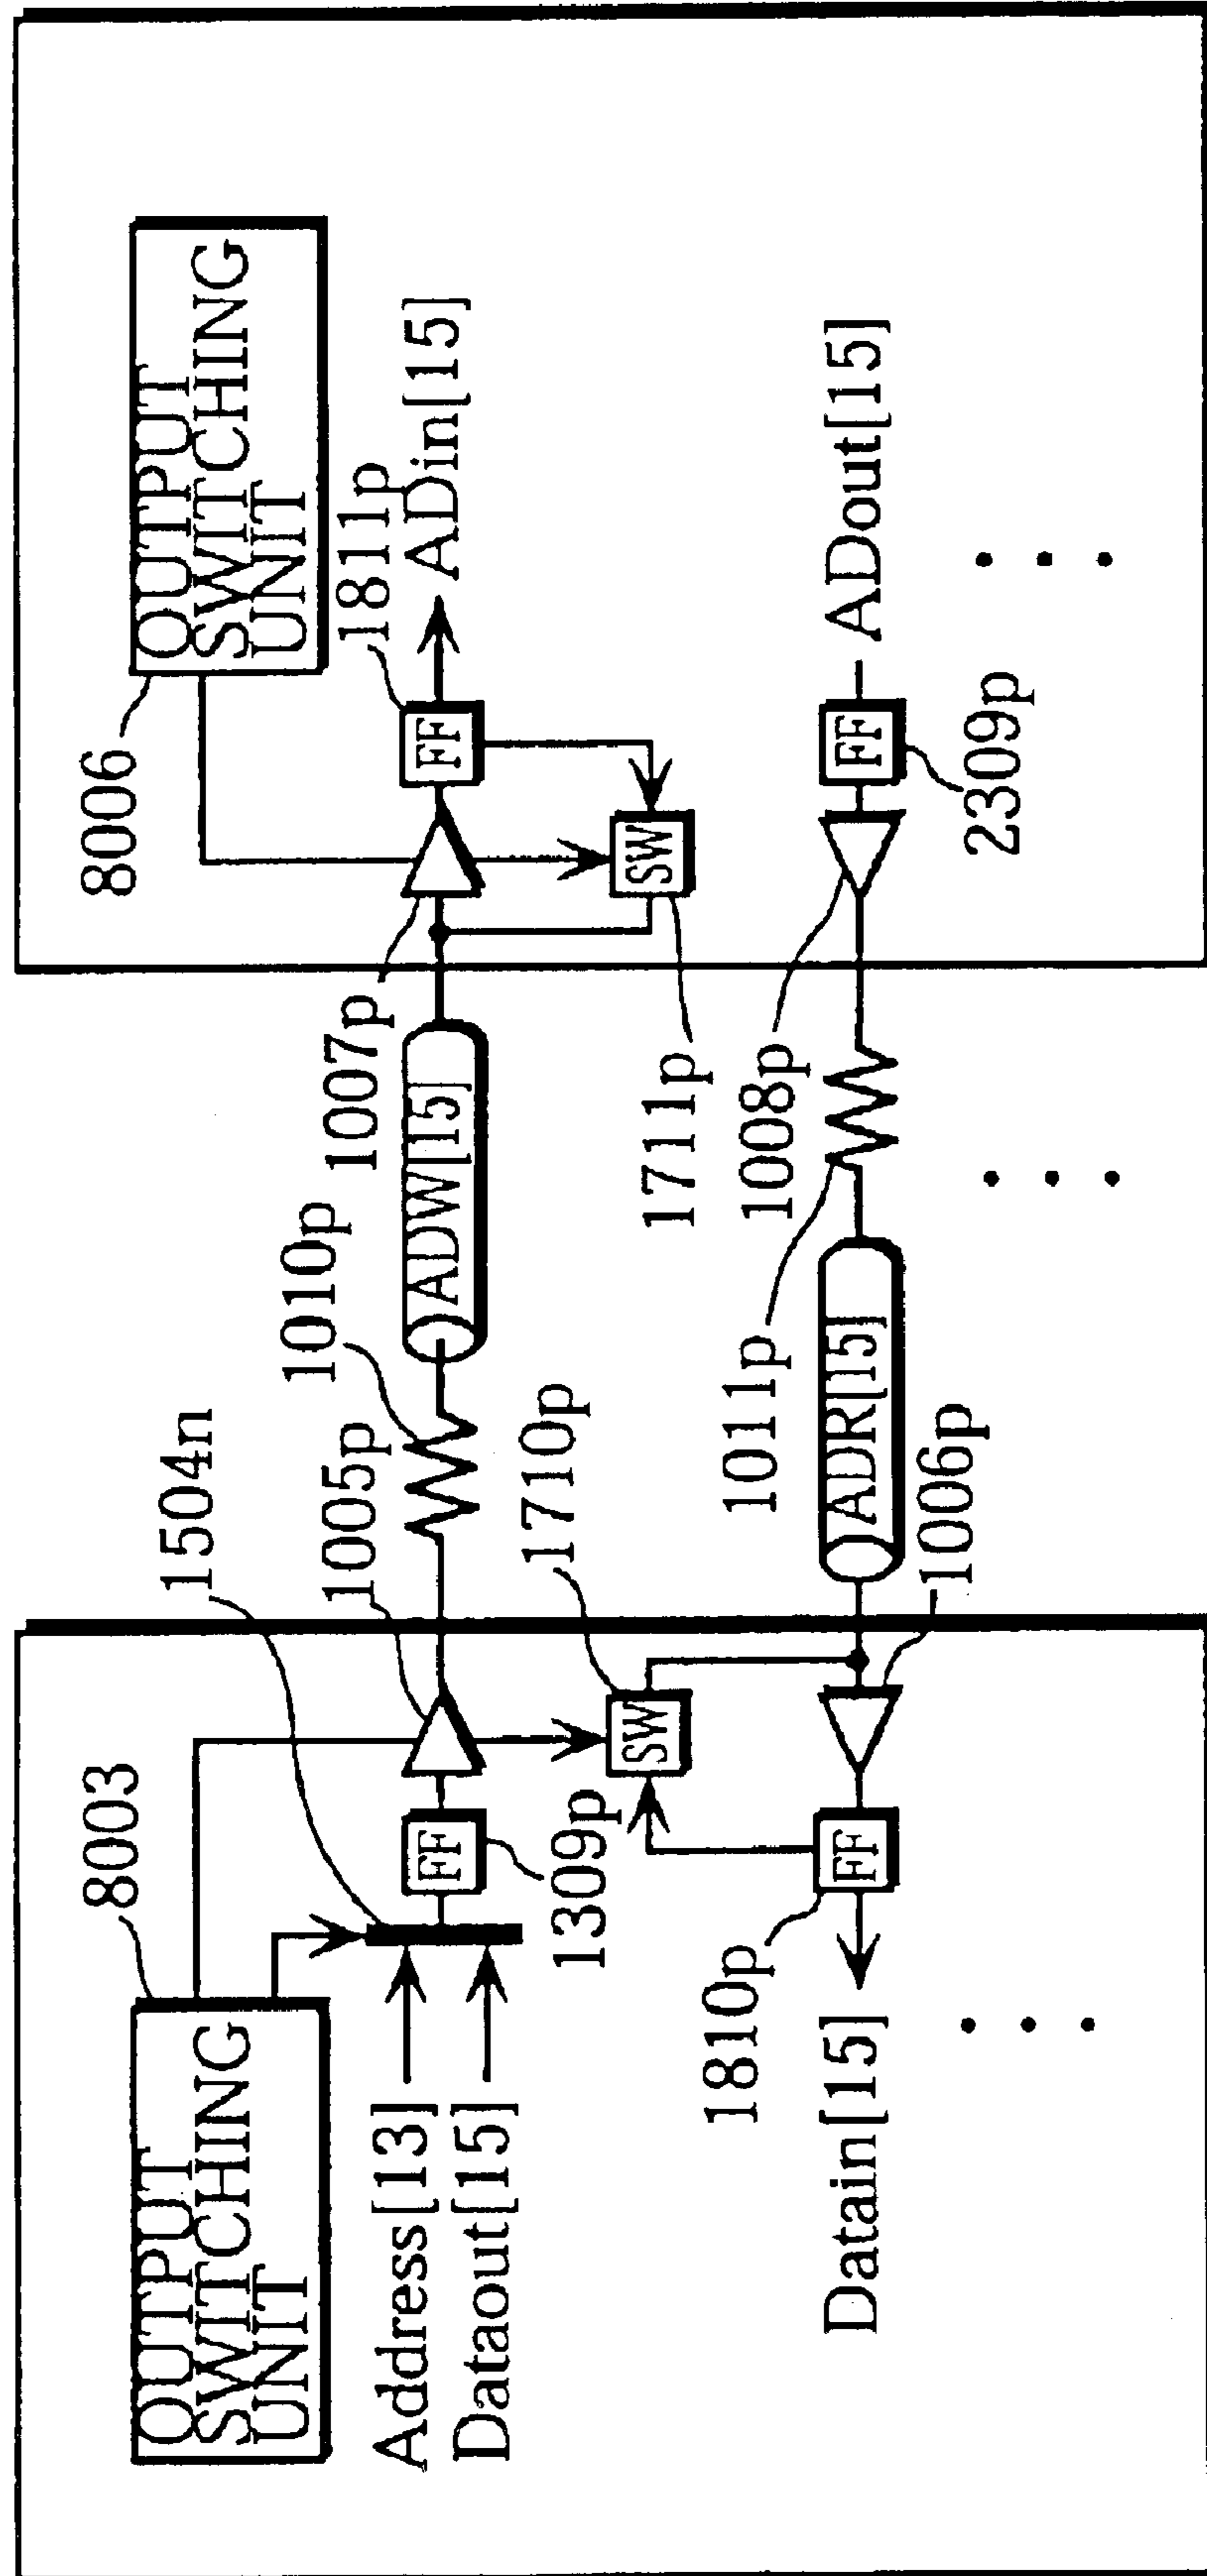 OUTPUT
SWITCHING
UNIT
8003
Address[13]
Dataout[15]
1504n
FF
1309p
1005p
1010p
ADW[15]
1007p
8006
OUTPUT
SWITCHING
UNIT
FF
1811p
ADin[15]
SW
1710p
SW
1711p
Datain[15]
FF
1810p
1006p
ADR[15]
1011p
1008p
FF
2309p
ADout[15]